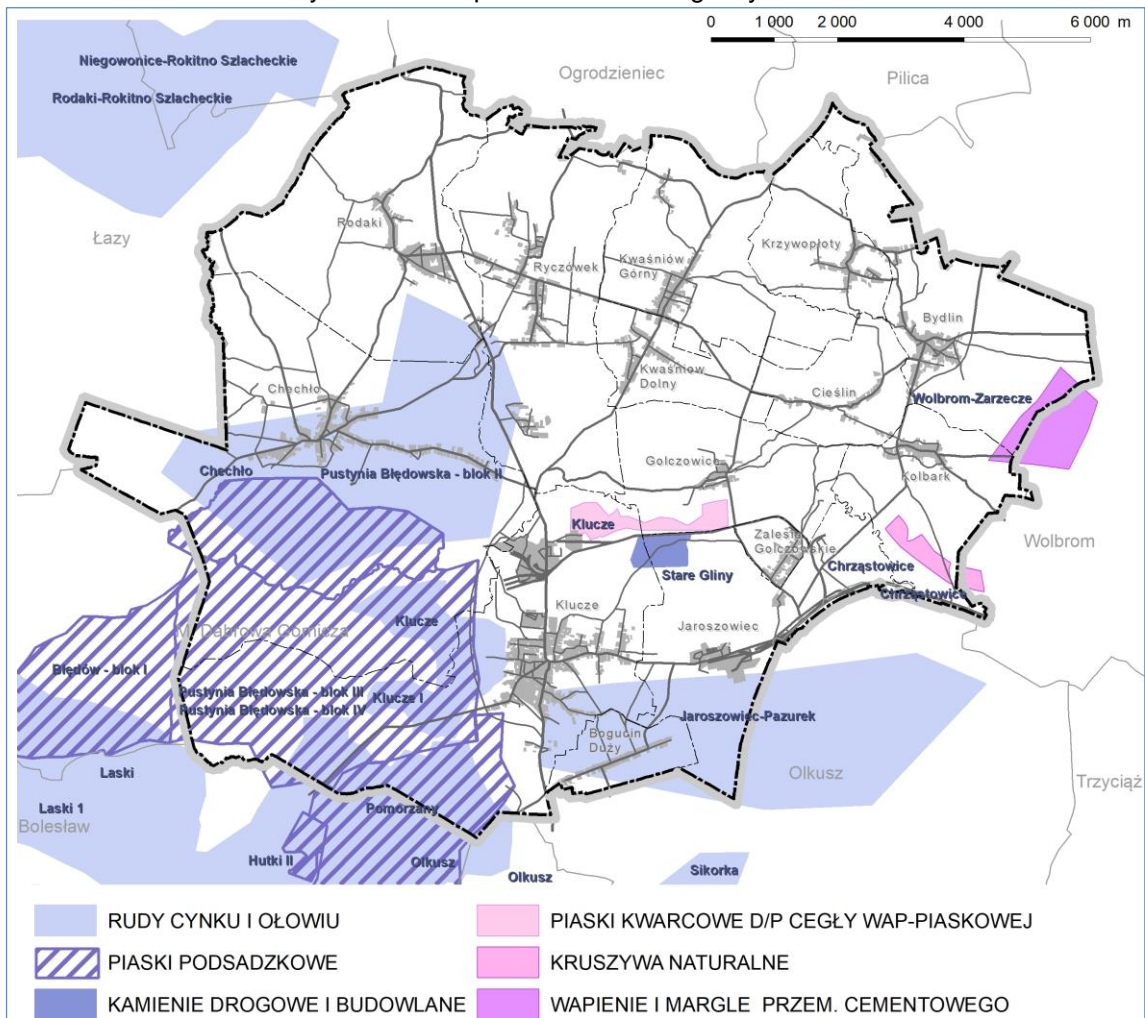 0 1 000 2 000 4 000 6 000 m
Niegowonice-Rokitno Szlacheckie
Ogrodzieniec
Pilica
Rodaki-Rokitno Szlacheckie
Rodaki
Łazy
Krzywopłoty
Kwaśniów
Górny
Ryczówek
Bydlin
Kwaśniow
Dolny
Chechło
Cieślin
Wolbrom-Zarzecze
Chechło
Pustynia Błędowska - blok II
Golczowice
Kolbark
Klucze
Zalesie
Golczowskie
Wolbrom
Stare Gliny
Chrząstowice
Chrząstowice
Klucze
Klucze
Jaroszowiec
M. Dąbrowa Górnicza
Błędów - blok I
Pustynia Błędowska - blok III
Klucze I
Pustynia Błędowska - blok IV
Jaroszowiec-Pazurek
Bogucin
Duży
Laski
Olkusz
Trzyciąż
Laski 1
Pomorzany
Bolesław
Hutki II
Olkusz
Olkusz
Sikorka
RUDY CYNKU I OŁOWIU
PIASKI KWARCOWE D/P CEGŁY WAP-PIASKOWEJ
PIASKI PODSADZKOWE
KRUSZYWA NATURALNE
KAMIENIE DROGOWE I BUDOWLANE
WAPIENIE I MARGLE PRZEM. CEMENTOWEGO